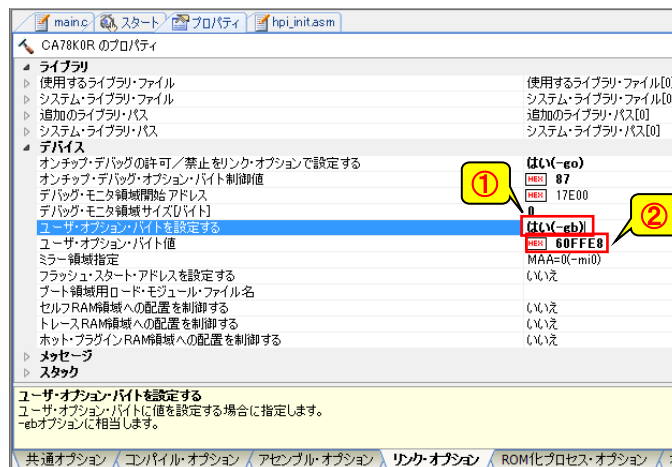 main.c スタート プロパティ hpi_init.asm
CA78K0R のプロパティ
ライブラリ
使用するライブラリ・ファイル 使用するライブラリ・ファイル[0
システム・ライブラリ・ファイル システム・ライブラリ・ファイル[0
追加のライブラリ・パス 追加のライブラリ・パス[0]
システム・ライブラリ・パス システム・ライブラリ・パス[0]
デバイス
オンチップ・デバッグの許可／禁止をリンク・オプションで設定する はい(-go)
オンチップ・デバッグ・オプション・バイト制御値 HEX 87
デバッグ・モニタ領域開始アドレス HEX 17E00
デバッグ・モニタ領域サイズ[バイト] 0
ユーザ・オプション・バイトを設定する はい(-gb)
ユーザ・オプション・バイト値 HEX 60FFE8
ミラー領域指定 MAA=0(-mi0)
フラッシュ・スタート・アドレスを設定する いいえ
ブート領域用ロード・モジュール・ファイル名
セルフRAM領域への配置を制御する いいえ
トレースRAM領域への配置を制御する いいえ
ホット・プラグインRAM領域への配置を制御する いいえ
メッセージ
スタック
①
②
ユーザ・オプション・バイトを設定する
ユーザ・オプション・バイトに値を設定する場合に指定します。
-gbオプションに相当します。
共通オプション コンパイル・オプション アセンブル・オプション リンク・オプション ROM化プロセス・オプション